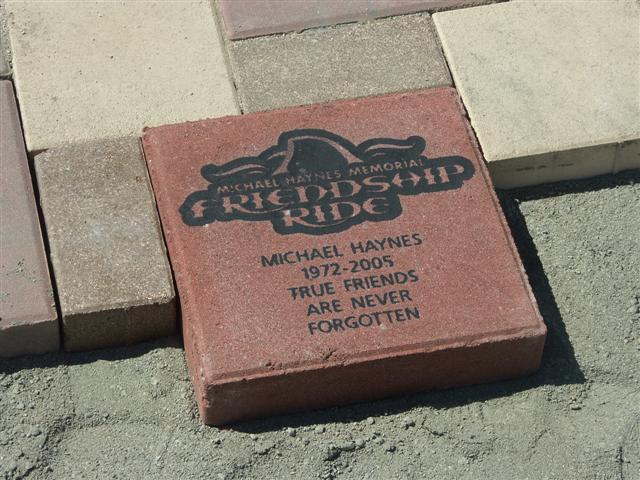 MICHAEL HAYNES MEMORIAL
FRIENDSHIP
RIDE
MICHAEL HAYNES
1972-2005
TRUE FRIENDS
ARE NEVER
FORGOTTEN